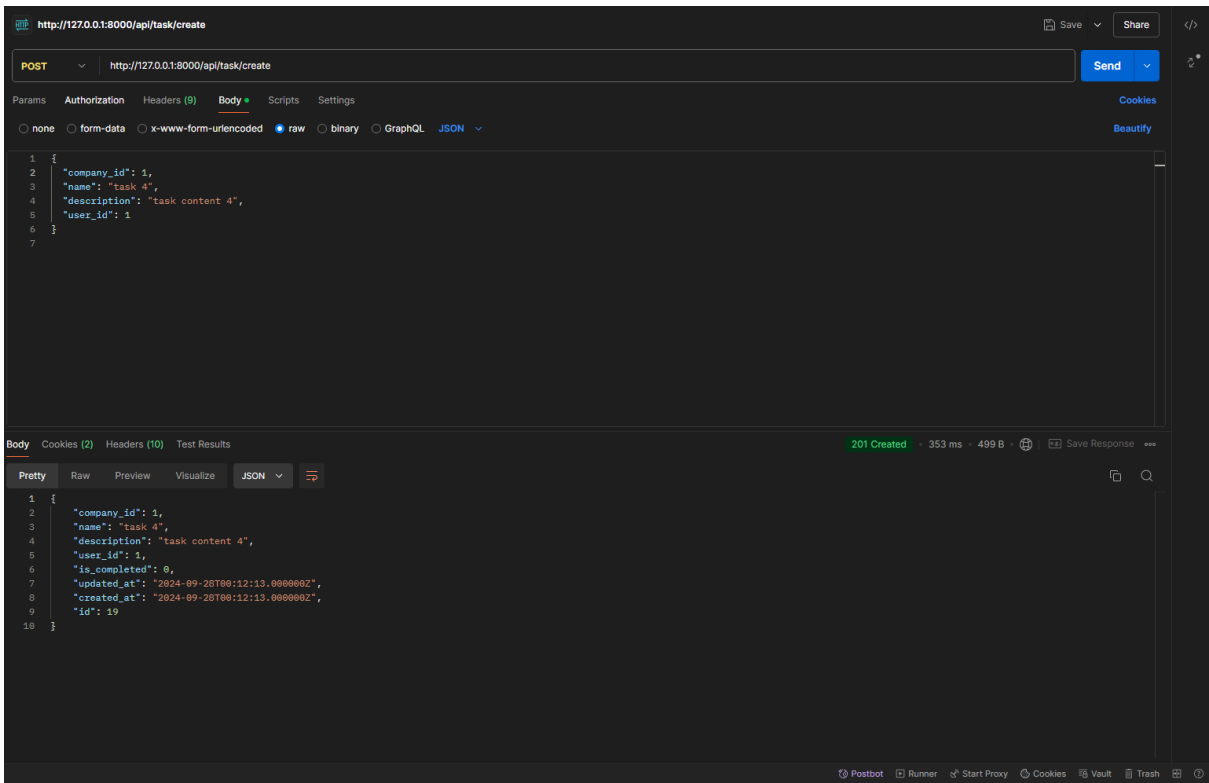 HTTP http://127.0.0.1:8000/api/task/create Save Share </>
POST http://127.0.0.1:8000/api/task/create Send
Params Authorization Headers (9) Body Scripts Settings Cookies
none form-data x-www-form-urlencoded raw binary GraphQL JSON Beautify
1 {
2 "company_id": 1,
3 "name": "task 4",
4 "description": "task content 4",
5 "user_id": 1
6 }
7
Body Cookies (2) Headers (10) Test Results 201 Created 353 ms 499 B Save Response
Pretty Raw Preview Visualize JSON
1 {
2 "company_id": 1,
3 "name": "task 4",
4 "description": "task content 4",
5 "user_id": 1,
6 "is_completed": 0,
7 "updated_at": "2024-09-28T00:12:13.000000Z",
8 "created_at": "2024-09-28T00:12:13.000000Z",
9 "id": 19
10 }
Postbot Runner Start Proxy Cookies Vault Trash